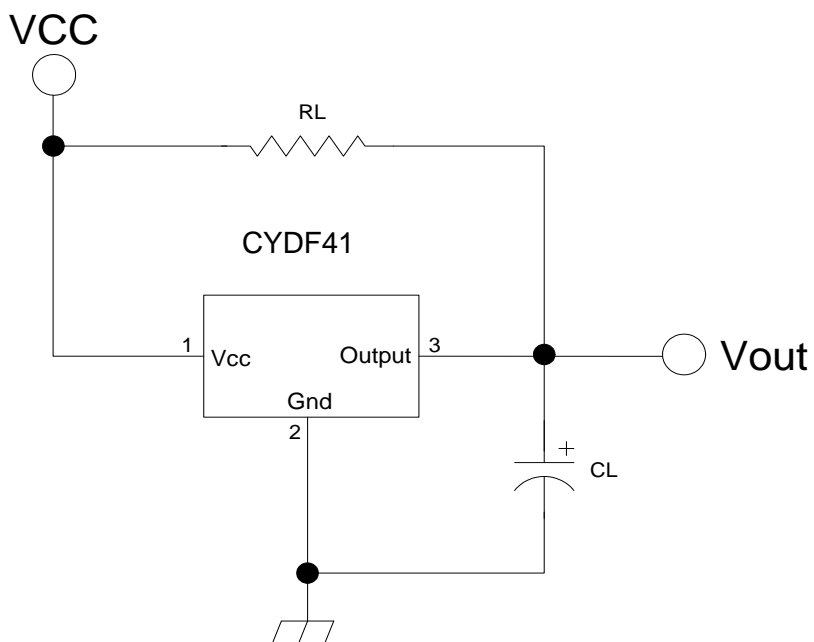 VCC
RL
CYDF41
1
Vcc
Output
3
Vout
Gnd
2
+
CL